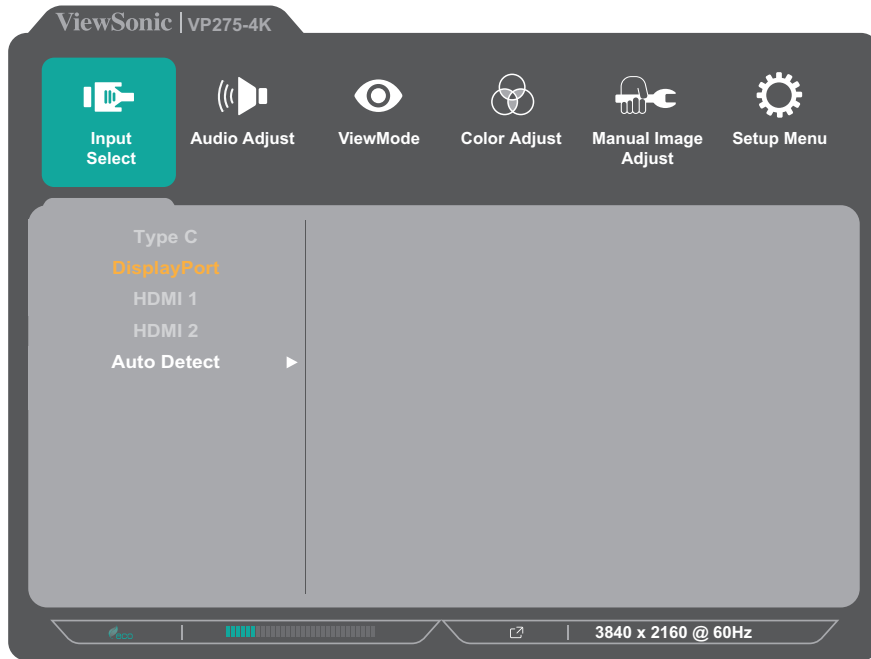 ViewSonic | VP275-4K
Input Select
Audio Adjust
ViewMode
Color Adjust
Manual Image Adjust
Setup Menu
Type C
DisplayPort
HDMI 1
HDMI 2
Auto Detect
eco
3840 x 2160 @ 60Hz